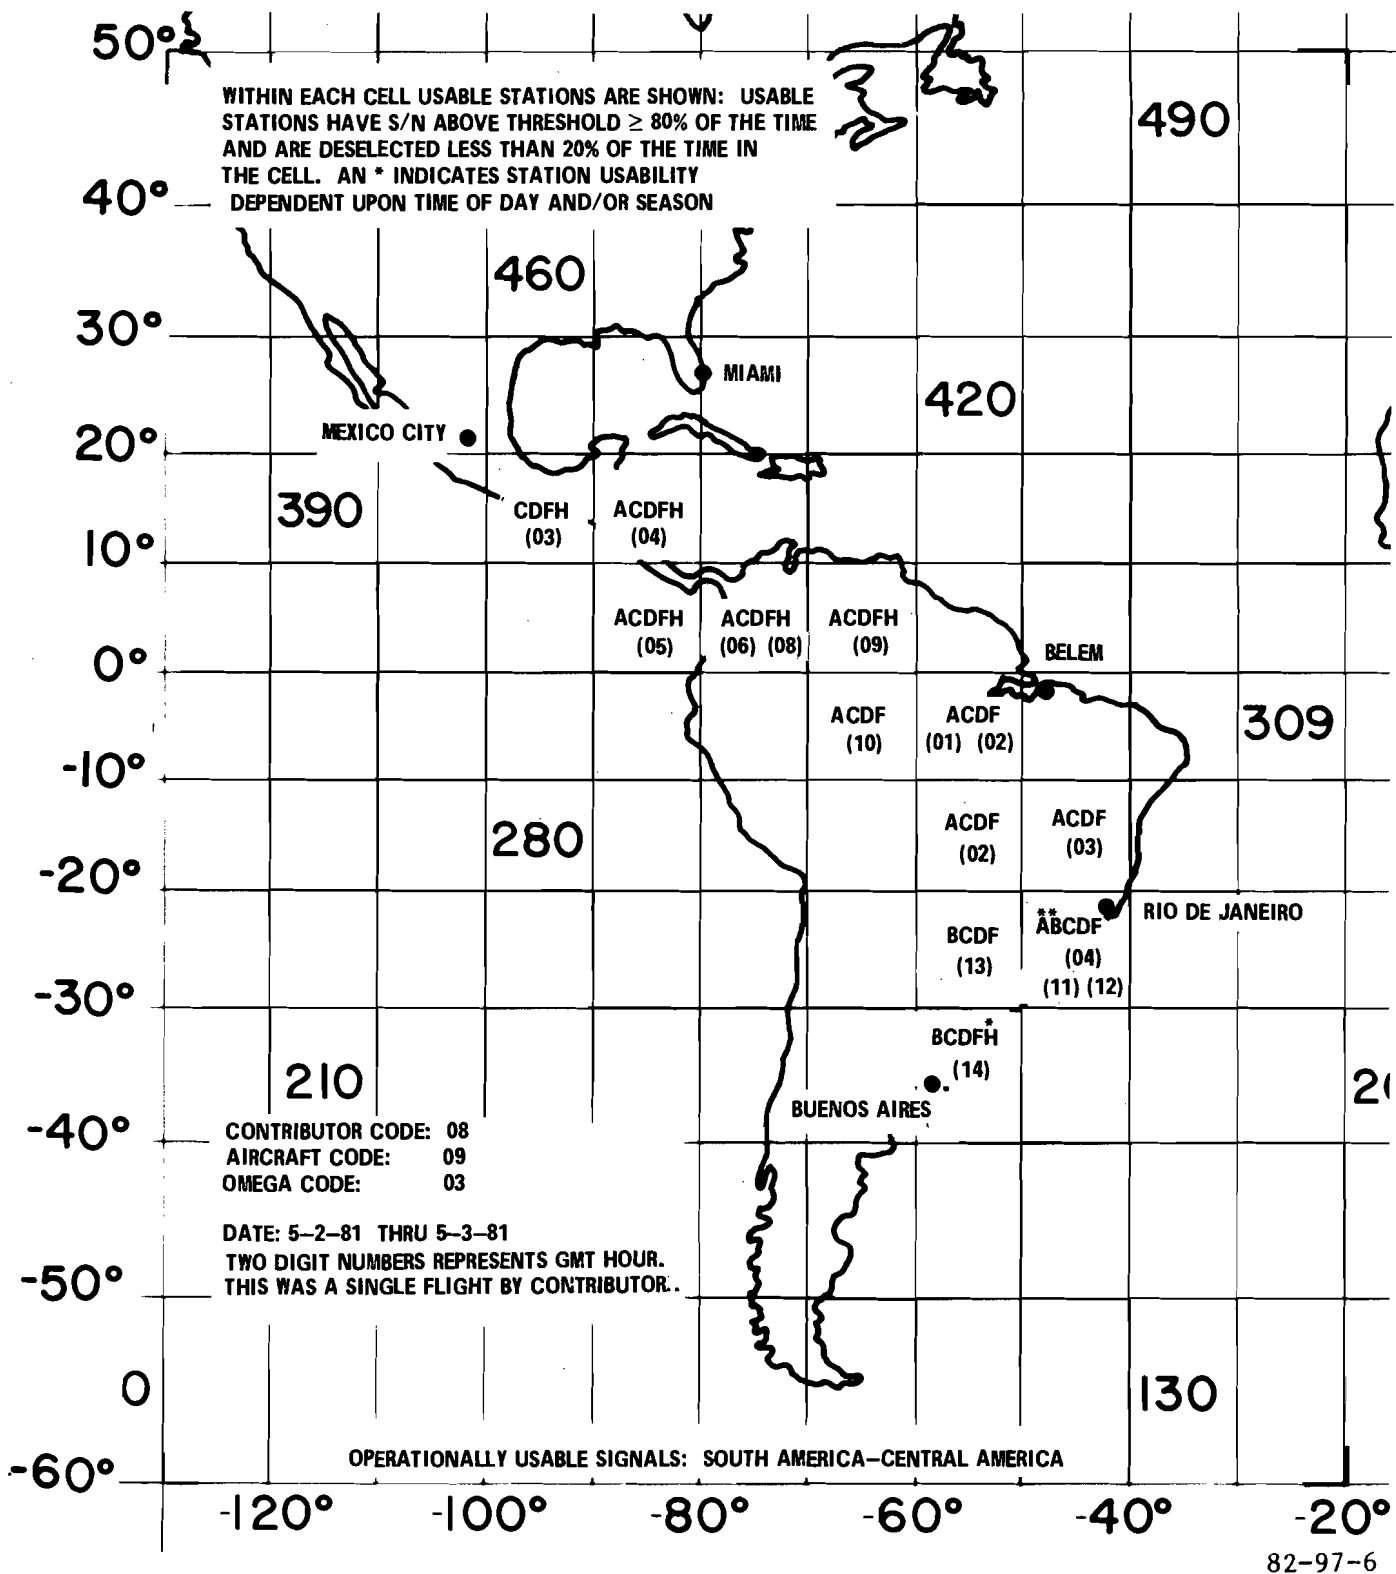 50°
WITHIN EACH CELL USABLE STATIONS ARE SHOWN: USABLE
STATIONS HAVE S/N ABOVE THRESHOLD ≥ 80% OF THE TIME
AND ARE DESELECTED LESS THAN 20% OF THE TIME IN
THE CELL. AN * INDICATES STATION USABILITY
DEPENDENT UPON TIME OF DAY AND/OR SEASON
490
40°
460
30°
MIAMI
420
MEXICO CITY
20°
390
CDFH
(03)
ACDFH
(04)
10°
ACDFH
(05)
ACDFH
(06) (08)
ACDFH
(09)
0°
BELEM
ACDF
(10)
ACDF
(01) (02)
309
-10°
280
ACDF
(02)
ACDF
(03)
-20°
RIO DE JANEIRO
BCDF
(13)
**
ABCDF
(04)
(11) (12)
-30°
*
BCDFH
(14)
210
20
BUENOS AIRES
-40°
CONTRIBUTOR CODE: 08
AIRCRAFT CODE: 09
OMEGA CODE: 03
DATE: 5-2-81 THRU 5-3-81
TWO DIGIT NUMBERS REPRESENTS GMT HOUR.
THIS WAS A SINGLE FLIGHT BY CONTRIBUTOR..
-50°
0
130
OPERATIONALLY USABLE SIGNALS: SOUTH AMERICA-CENTRAL AMERICA
-60°
-120° -100° -80° -60° -40° -20°
82-97-6